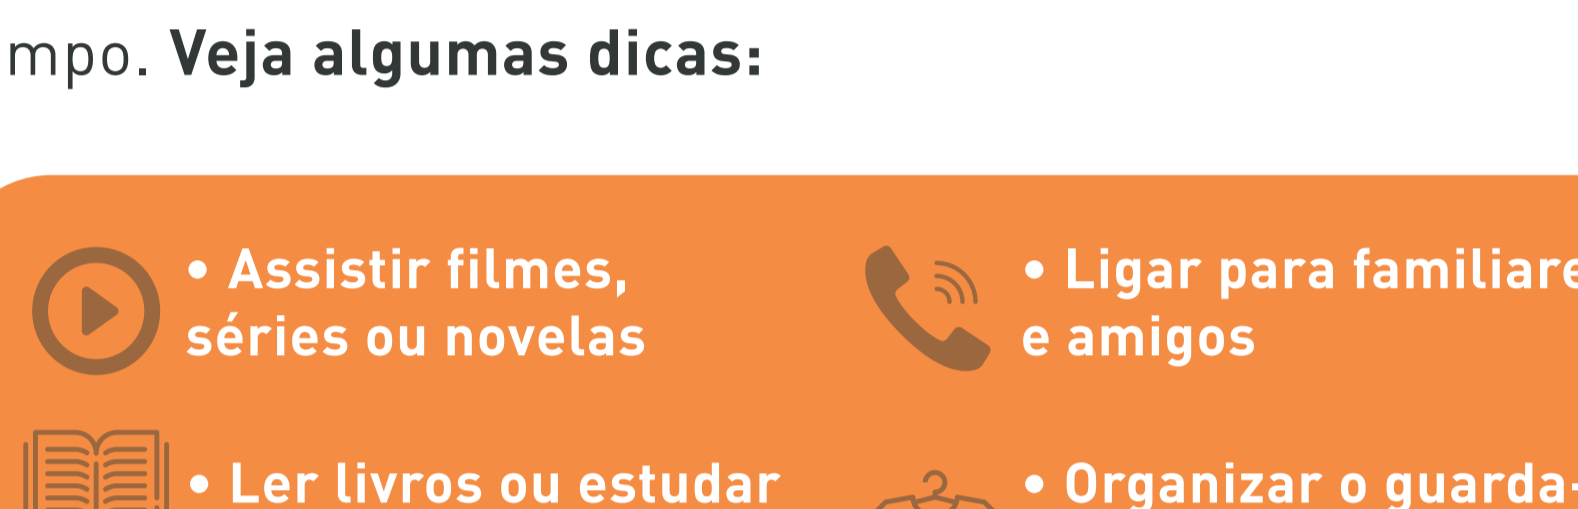 mpo. Veja algumas dicas:
• Assistir filmes,
séries ou novelas
• Ligar para familiare
e amigos
• Ler livros ou estudar
• Organizar o guarda-